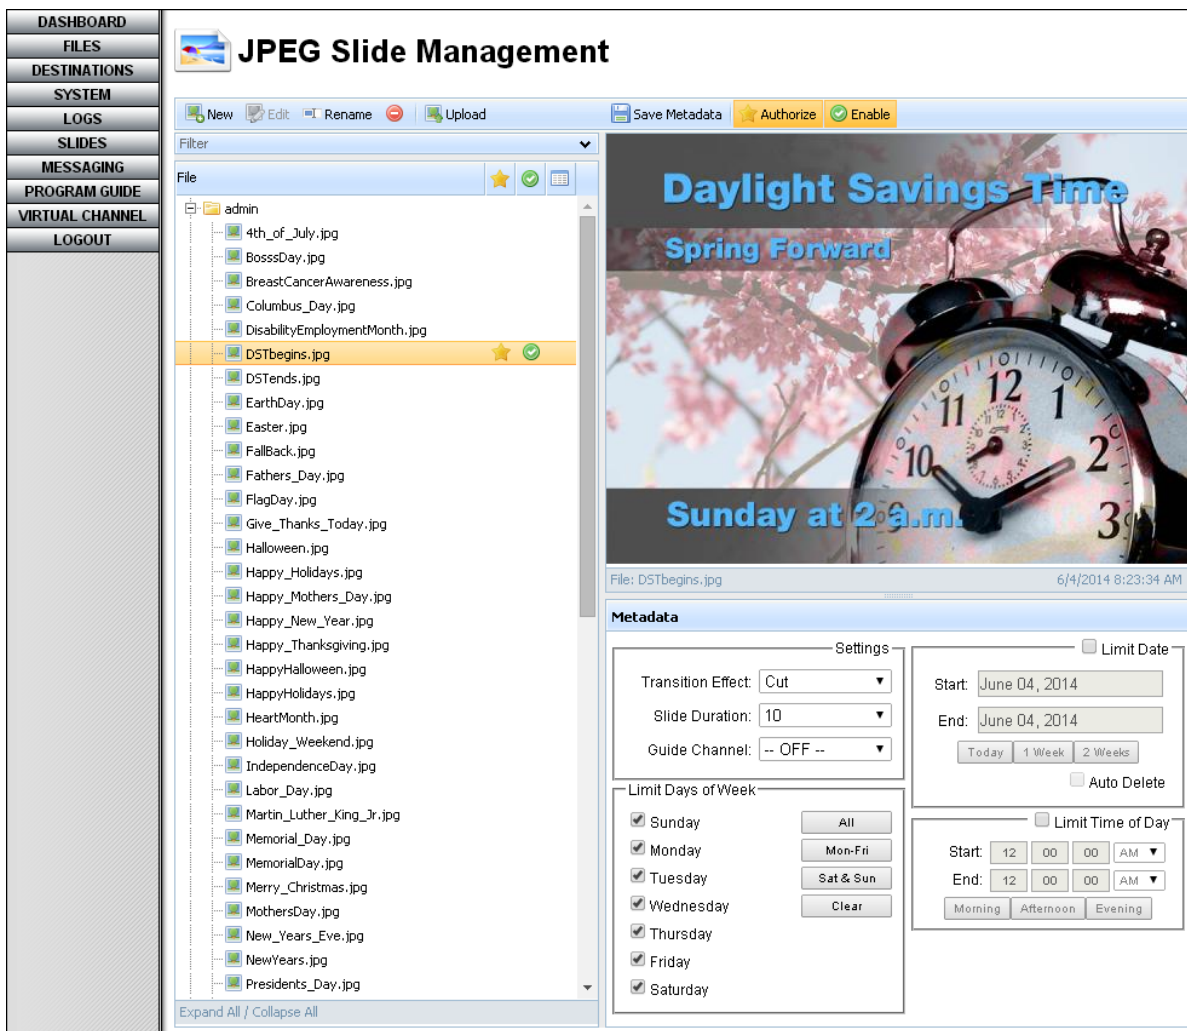 DASHBOARD
FILES
DESTINATIONS
SYSTEM
LOGS
SLIDES
MESSAGING
PROGRAM GUIDE
VIRTUAL CHANNEL
LOGOUT
JPEG Slide Management
New Edit Rename Upload
Filter
File
admin
4th_of_July.jpg
BosssDay.jpg
BreastCancerAwareness.jpg
Columbus_Day.jpg
DisabilityEmploymentMonth.jpg
DSTbegins.jpg
DSTends.jpg
EarthDay.jpg
Easter.jpg
FallBack.jpg
Fathers_Day.jpg
FlagDay.jpg
Give_Thanks_Today.jpg
Halloween.jpg
Happy_Holidays.jpg
Happy_Mothers_Day.jpg
Happy_New_Year.jpg
Happy_Thanksgiving.jpg
HappyHalloween.jpg
HappyHolidays.jpg
HeartMonth.jpg
Holiday_Weekend.jpg
IndependenceDay.jpg
Labor_Day.jpg
Martin_Luther_King_Jr.jpg
Memorial_Day.jpg
MemorialDay.jpg
Merry_Christmas.jpg
MothersDay.jpg
New_Years_Eve.jpg
NewYears.jpg
Presidents_Day.jpg
Expand All / Collapse All
Save Metadata Authorize Enable
Daylight Savings Time
Spring Forward
11 12 1
10 2
3
Sunday at 2 a.m.
File: DSTbegins.jpg 6/4/2014 8:23:34 AM
Metadata
Settings
Transition Effect: Cut
Slide Duration: 10
Guide Channel: -- OFF --
Limit Days of Week
Sunday All
Monday Mon-Fri
Tuesday Sat & Sun
Wednesday Clear
Thursday
Friday
Saturday
Limit Date
Start: June 04, 2014
End: June 04, 2014
Today 1 Week 2 Weeks
Auto Delete
Limit Time of Day
Start: 12 00 00 AM
End: 12 00 00 AM
Morning Afternoon Evening